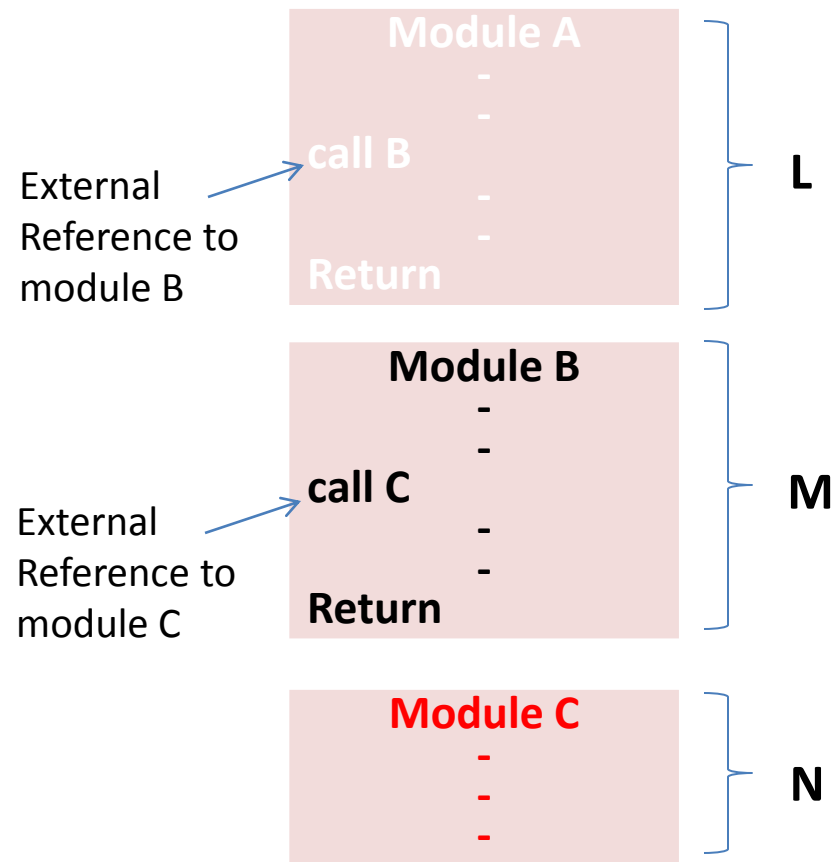 Module A
-
-
call B
-
-
Return
L
External
Reference to
module B
Module B
-
-
call C
-
-
Return
M
External
Reference to
module C
Module C
-
-
-
N